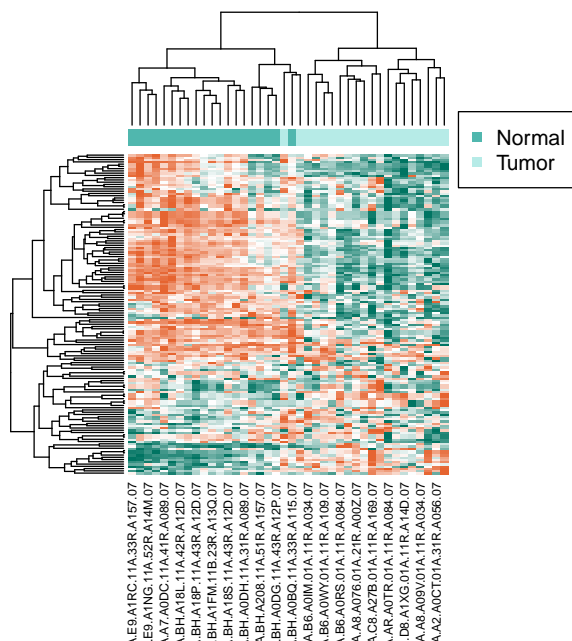 Normal
Tumor
A.E9.A1RC.11A.33R.A157.07
.E9.A1NG.11A.52R.A14M.07
.A7.A0DC.11A.41R.A089.07
.BH.A18L.11A.42R.A12D.07
.BH.A18P.11A.43R.A12D.07
.BH.A1FM.11B.23R.A13Q.07
.BH.A18S.11A.43R.A12D.07
.BH.A0DH.11A.31R.A089.07
.BH.A208.11A.51R.A157.07
.BH.A0DG.11A.43R.A12P.07
.BH.A0BQ.11A.33R.A115.07
.B6.A0IM.01A.11R.A034.07
.B6.A0WY.01A.11R.A109.07
.B6.A0RS.01A.11R.A084.07
.A8.A076.01A.21R.A00Z.07
.C8.A27B.01A.11R.A169.07
.AR.A0TR.01A.11R.A084.07
.D8.A1XG.01A.11R.A14D.07
.A8.A09V.01A.11R.A034.07
A.A2.A0CT.01A.31R.A056.07